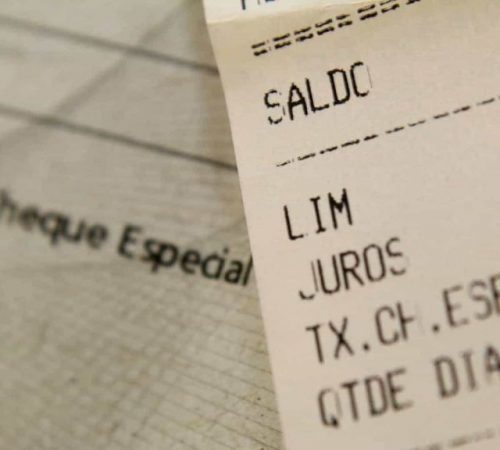 heque Especial
SALDO
LIM
JUROS
TX.CH.ESP
QTDE DIA